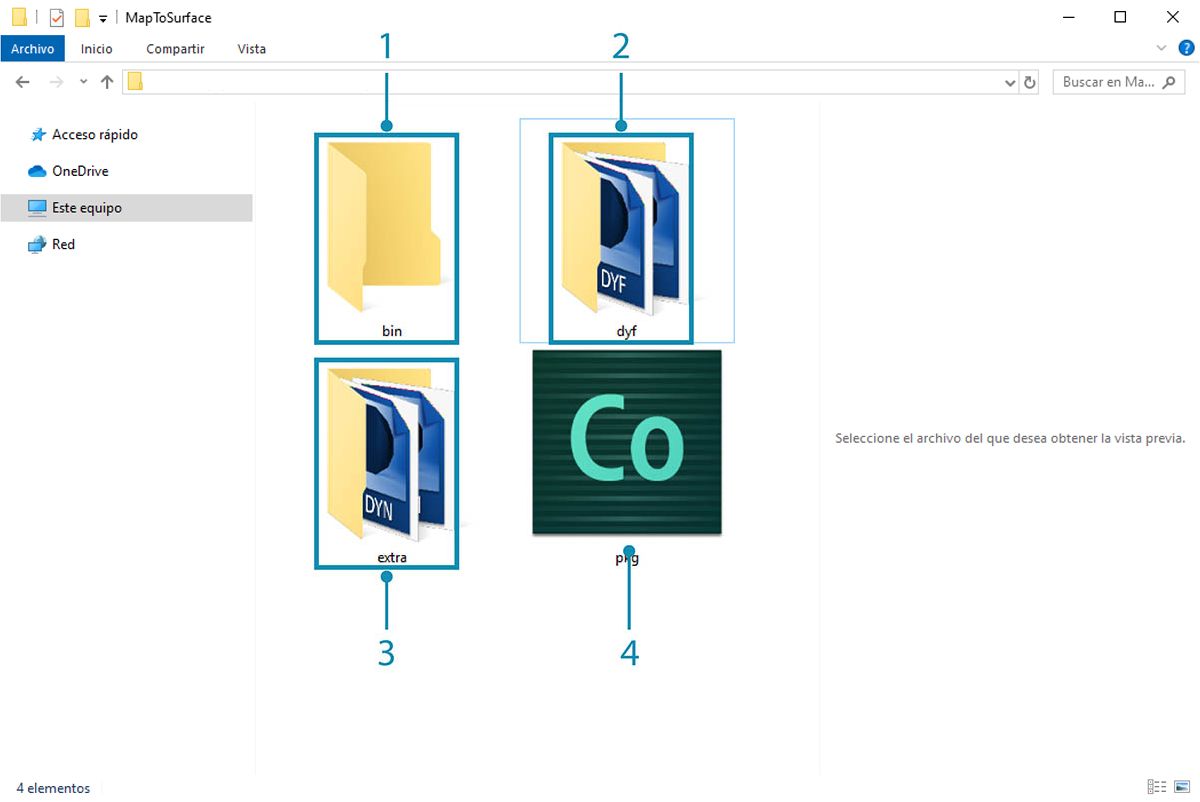 MapToSurface
Archivo Inicio Compartir Vista
?
Buscar en Ma...
Acceso rápido
OneDrive
Este equipo
Red
1 2
DYF
bin dyf
DYN
Co
extra pkg
3 4
Seleccione el archivo del que desea obtener la vista previa.
4 elementos